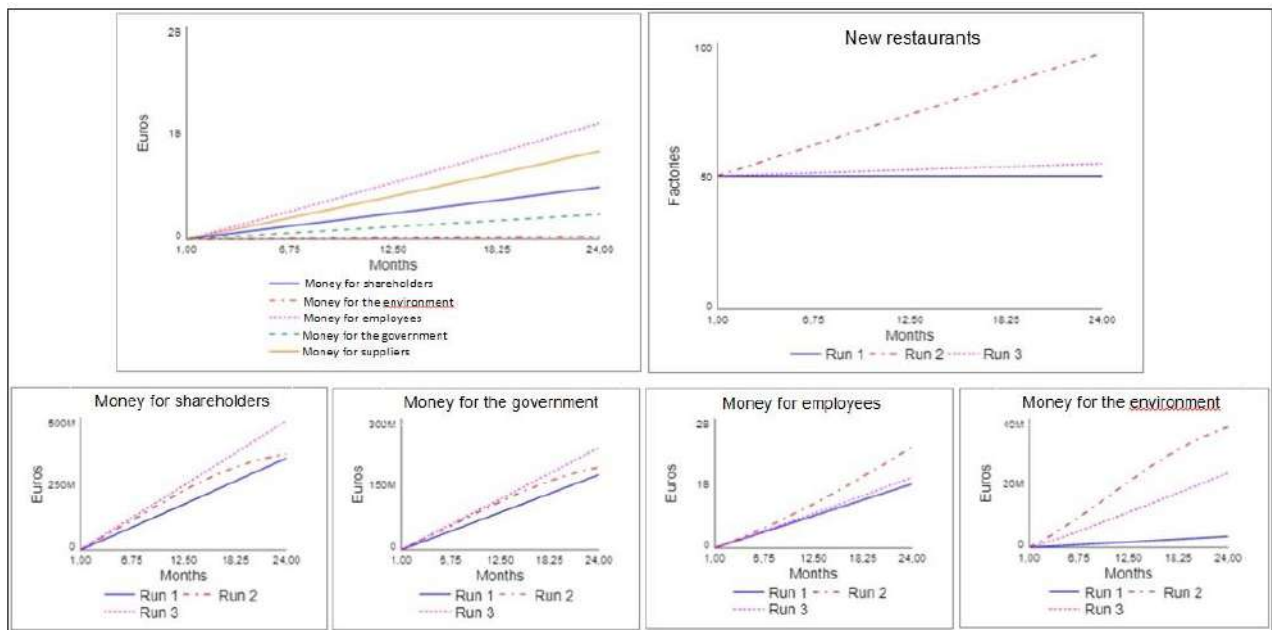 2B
1B
0
Euros
1,00 6,75 12,50 18,25 24,00
Months
Money for shareholders
Money for the environment
Money for employees
Money for the government
Money for suppliers
New restaurants
100
50
0
Factories
1,00 6,75 12,50 18,25 24,00
Months
Run 1 Run 2 Run 3
Money for shareholders
500M
250M
0
Euros
1,00 6,75 12,50 18,25 24,00
Months
Run 1 Run 2
Run 3
Money for the government
300M
150M
0
Euros
1,00 6,75 12,50 18,25 24,00
Months
Run 1 Run 2
Run 3
Money for employees
2B
1B
0
Euros
1,00 6,75 12,50 18,25 24,00
Months
Run 1 Run 2
Run 3
Money for the environment
40M
20M
0
Euros
1,00 6,75 12,50 18,25 24,00
Months
Run 1 Run 2
Run 3